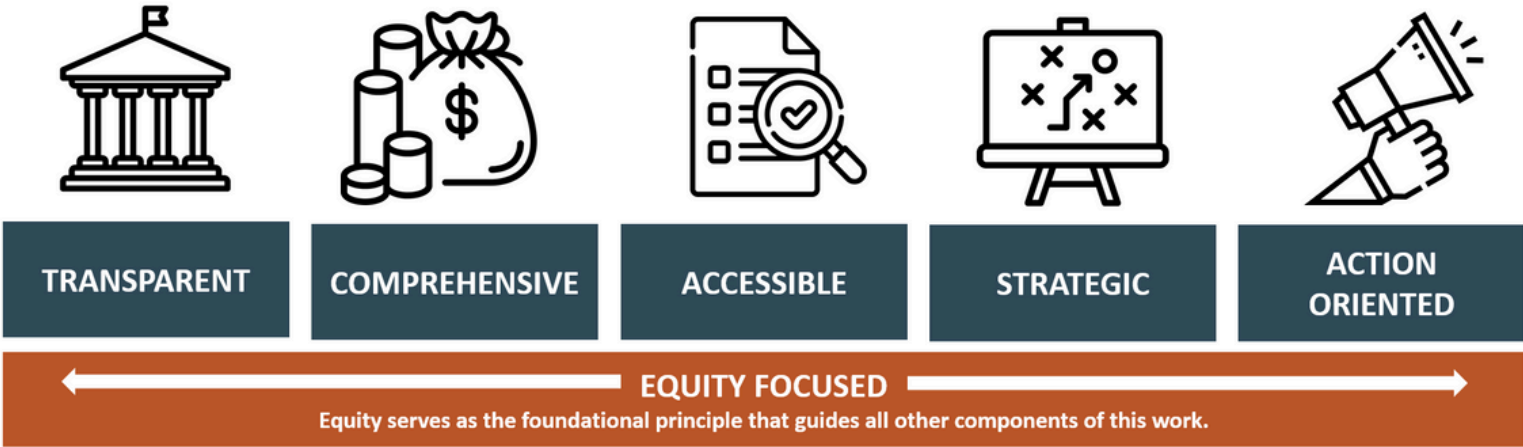 $
TRANSPARENT
COMPREHENSIVE
ACCESSIBLE
STRATEGIC
ACTION
ORIENTED
EQUITY FOCUSED
Equity serves as the foundational principle that guides all other components of this work.